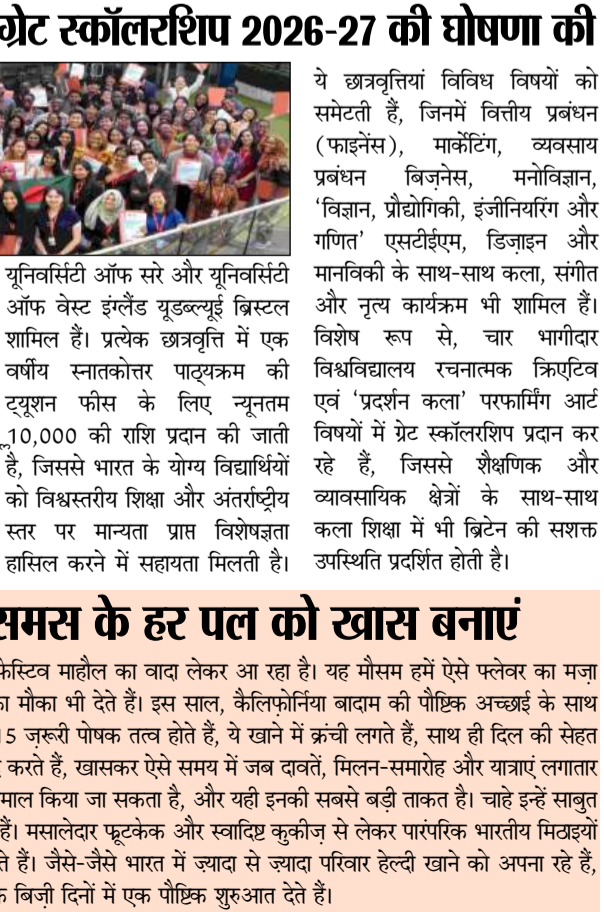 ग्रेट स्कॉलरशिप 2026-27 की घोषणा की
यूनिवर्सिटी ऑफ सरे और यूनिवर्सिटी
ऑफ वेस्ट इंग्लैंड यूडब्ल्यूई ब्रिस्टल
शामिल हैं। प्रत्येक छात्रवृत्ति में एक
वर्षीय स्नातकोत्तर पाठ्यक्रम की
ट्यूशन फीस के लिए न्यूनतम
10,000 की राशि प्रदान की जाती
है, जिससे भारत के योग्य विद्यार्थियों
को विश्वस्तरीय शिक्षा और अंतर्राष्ट्रीय
स्तर पर मान्यता प्राप्त विशेषज्ञता
हासिल करने में सहायता मिलती है।
ये छात्रवृत्तियां विविध विषयों को
समेटती हैं, जिनमें वित्तीय प्रबंधन
(फाइनेंस), मार्केटिंग, व्यवसाय
प्रबंधन बिज़नेस, मनोविज्ञान,
‘विज्ञान, प्रौद्योगिकी, इंजीनियरिंग और
गणित’ एसटीईएम, डिज़ाइन और
मानविकी के साथ-साथ कला, संगीत
और नृत्य कार्यक्रम भी शामिल हैं।
विशेष रूप से, चार भागीदार
विश्वविद्यालय रचनात्मक क्रिएटिव
एवं ‘प्रदर्शन कला’ परफार्मिंग आर्ट
विषयों में ग्रेट स्कॉलरशिप प्रदान कर
रहे हैं, जिससे शैक्षणिक और
व्यावसायिक क्षेत्रों के साथ-साथ
कला शिक्षा में भी ब्रिटेन की सशक्त
उपस्थिति प्रदर्शित होती है।
समस के हर पल को खास बनाएं
फेस्टिव माहौल का वादा लेकर आ रहा है। यह मौसम हमें ऐसे फ्लेवर का मज़ा
का मौका भी देते हैं। इस साल, कैलिफ़ोर्निया बादाम की पौष्टिक अच्छाई के साथ
15 ज़रूरी पोषक तत्व होते हैं, ये खाने में क्रंची लगते हैं, साथ ही दिल की सेहत
करते हैं, खासकर ऐसे समय में जब दावतें, मिलन-समारोह और यात्राएं लगातार
माल किया जा सकता है, और यही इनकी सबसे बड़ी ताकत है। चाहे इन्हें साबुत
हैं। मसालेदार फ्रूटकेक और स्वादिष्ट कुकीज़ से लेकर पारंपरिक भारतीय मिठाइयों
ते हैं। जैसे-जैसे भारत में ज़्यादा से ज़्यादा परिवार हेल्दी खाने को अपना रहे हैं,
क बिज़ी दिनों में एक पौष्टिक शुरुआत देते हैं।